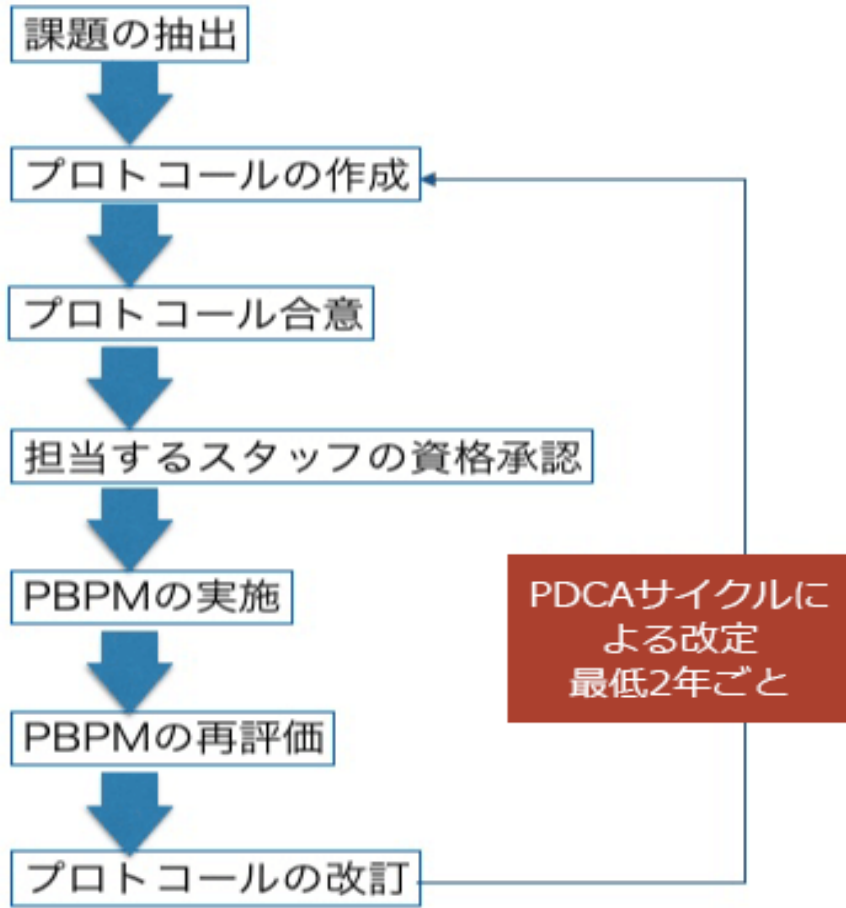 課題の抽出
プロトコールの作成
プロトコール合意
担当するスタッフの資格承認
PBPMの実施
PBPMの再評価
プロトコールの改訂
PDCAサイクルに
よる改定
最低2年ごと